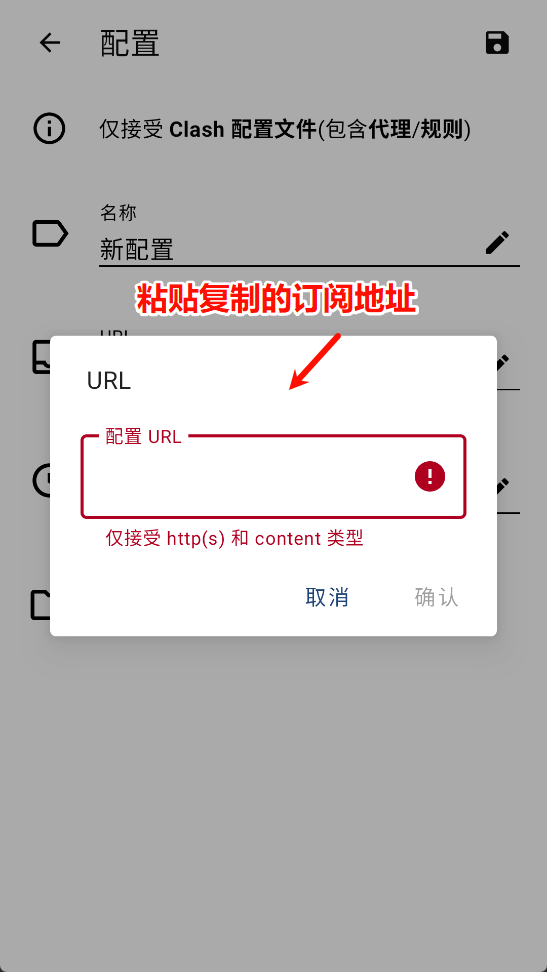 配置
仅接受 Clash 配置文件(包含代理/规则)
名称
新配置
粘贴复制的订阅地址
URL
URL
配置 URL
仅接受 http(s) 和 content 类型
取消
确认